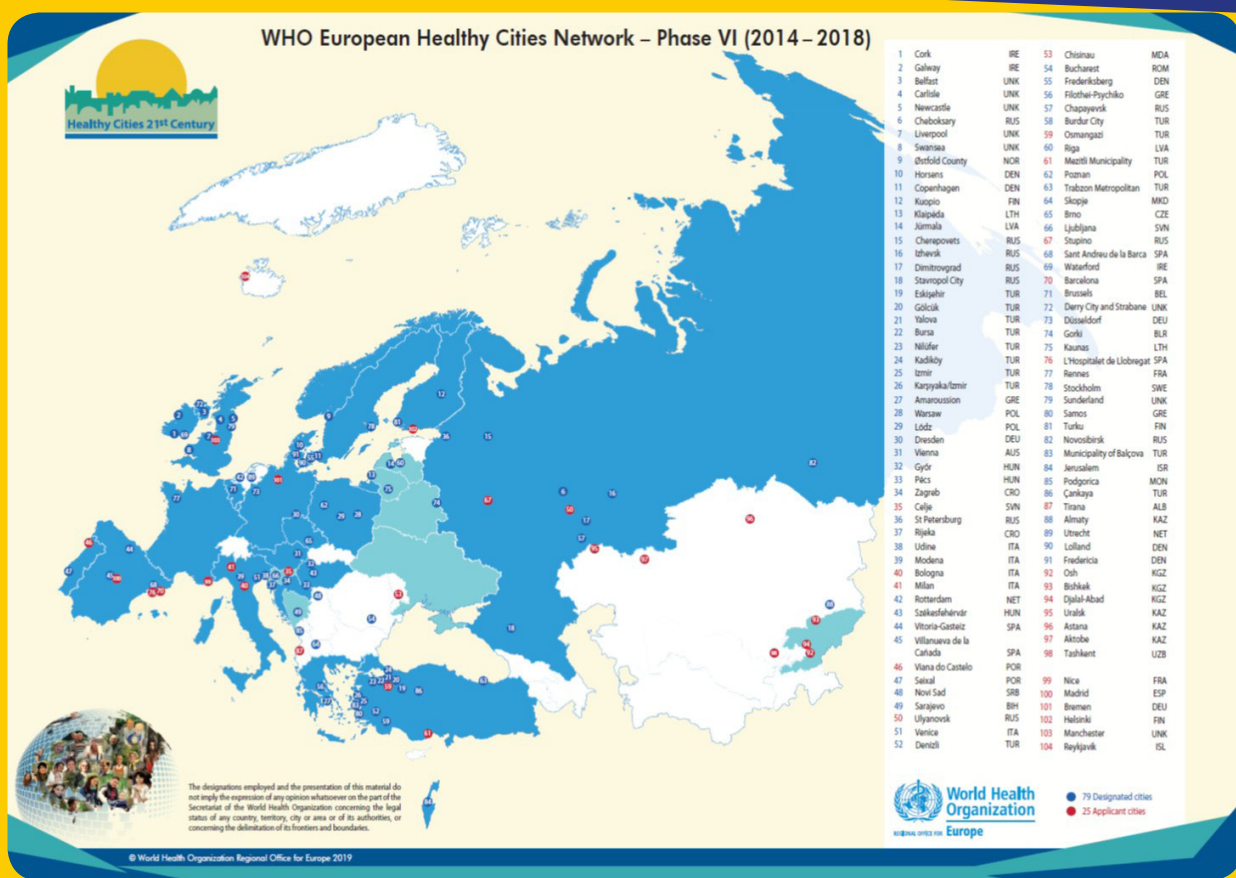 WHO European Healthy Cities Network – Phase VI (2014–2018)
Healthy Cities 21st Century
1 Cork IRE
2 Galway IRE
3 Belfast UNK
4 Carlisle UNK
5 Newcastle UNK
6 Cheboksary RUS
7 Liverpool UNK
8 Swansea UNK
9 Østfold County NOR
10 Horsens DEN
11 Copenhagen DEN
12 Kuopio FIN
13 Klaipėda LTH
14 Jūrmala LVA
15 Cherepovets RUS
16 Izhevsk RUS
17 Dimitrovgrad RUS
18 Stavropol City RUS
19 Eskişehir TUR
20 Gölcük TUR
21 Yalova TUR
22 Bursa TUR
23 Nilüfer TUR
24 Kadiköy TUR
25 Izmir TUR
26 Karşıyaka/Izmir TUR
27 Amaroussion GRE
28 Warsaw POL
29 Lódz POL
30 Dresden DEU
31 Vienna AUS
32 Győr HUN
33 Pécs HUN
34 Zagreb CRO
35 Celje SVN
36 St Petersburg RUS
37 Rijeka CRO
38 Udine ITA
39 Modena ITA
40 Bologna ITA
41 Milan ITA
42 Rotterdam NET
43 Székesfehérvár HUN
44 Vitoria-Gasteiz SPA
45 Villanueva de la
Cañada SPA
46 Viana do Castelo POR
47 Seixal POR
48 Novi Sad SRB
49 Sarajevo BIH
50 Ulyanovsk RUS
51 Venice ITA
52 Denizli TUR
53 Chisinau MDA
54 Bucharest ROM
55 Frederiksberg DEN
56 Filothei-Psychiko GRE
57 Chapayevsk RUS
58 Burdur City TUR
59 Osmangazi TUR
60 Riga LVA
61 Mezitli Municipality TUR
62 Poznan POL
63 Trabzon Metropolitan TUR
64 Skopje MKD
65 Brno CZE
66 Ljubljana SVN
67 Stupino RUS
68 Sant Andreu de la Barca SPA
69 Waterford IRE
70 Barcelona SPA
71 Brussels BEL
72 Derry City and Strabane UNK
73 Düsseldorf DEU
74 Gorki BLR
75 Kaunas LTH
76 L'Hospitalet de Llobregat SPA
77 Rennes FRA
78 Stockholm SWE
79 Sunderland UNK
80 Samos GRE
81 Turku FIN
82 Novosibirsk RUS
83 Municipality of Balçova TUR
84 Jerusalem ISR
85 Podgorica MON
86 Çankaya TUR
87 Tirana ALB
88 Almaty KAZ
89 Utrecht NET
90 Lolland DEN
91 Fredericia DEN
92 Osh KGZ
93 Bishkek KGZ
94 Djalal-Abad KGZ
95 Uralsk KAZ
96 Astana KAZ
97 Aktobe KAZ
98 Tashkent UZB
99 Nice FRA
100 Madrid ESP
101 Bremen DEU
102 Helsinki FIN
103 Manchester UNK
104 Reykjavik ISL
The designations employed and the presentation of this material do
not imply the expression of any opinion whatsoever on the part of the
Secretariat of the World Health Organization concerning the legal
status of any country, territory, city or area or of its authorities, or
concerning the delimitation of its frontiers and boundaries.
World Health
Organization
REGIONAL OFFICE FOR Europe
79 Designated cities
25 Applicant cities
© World Health Organization Regional Office for Europe 2019